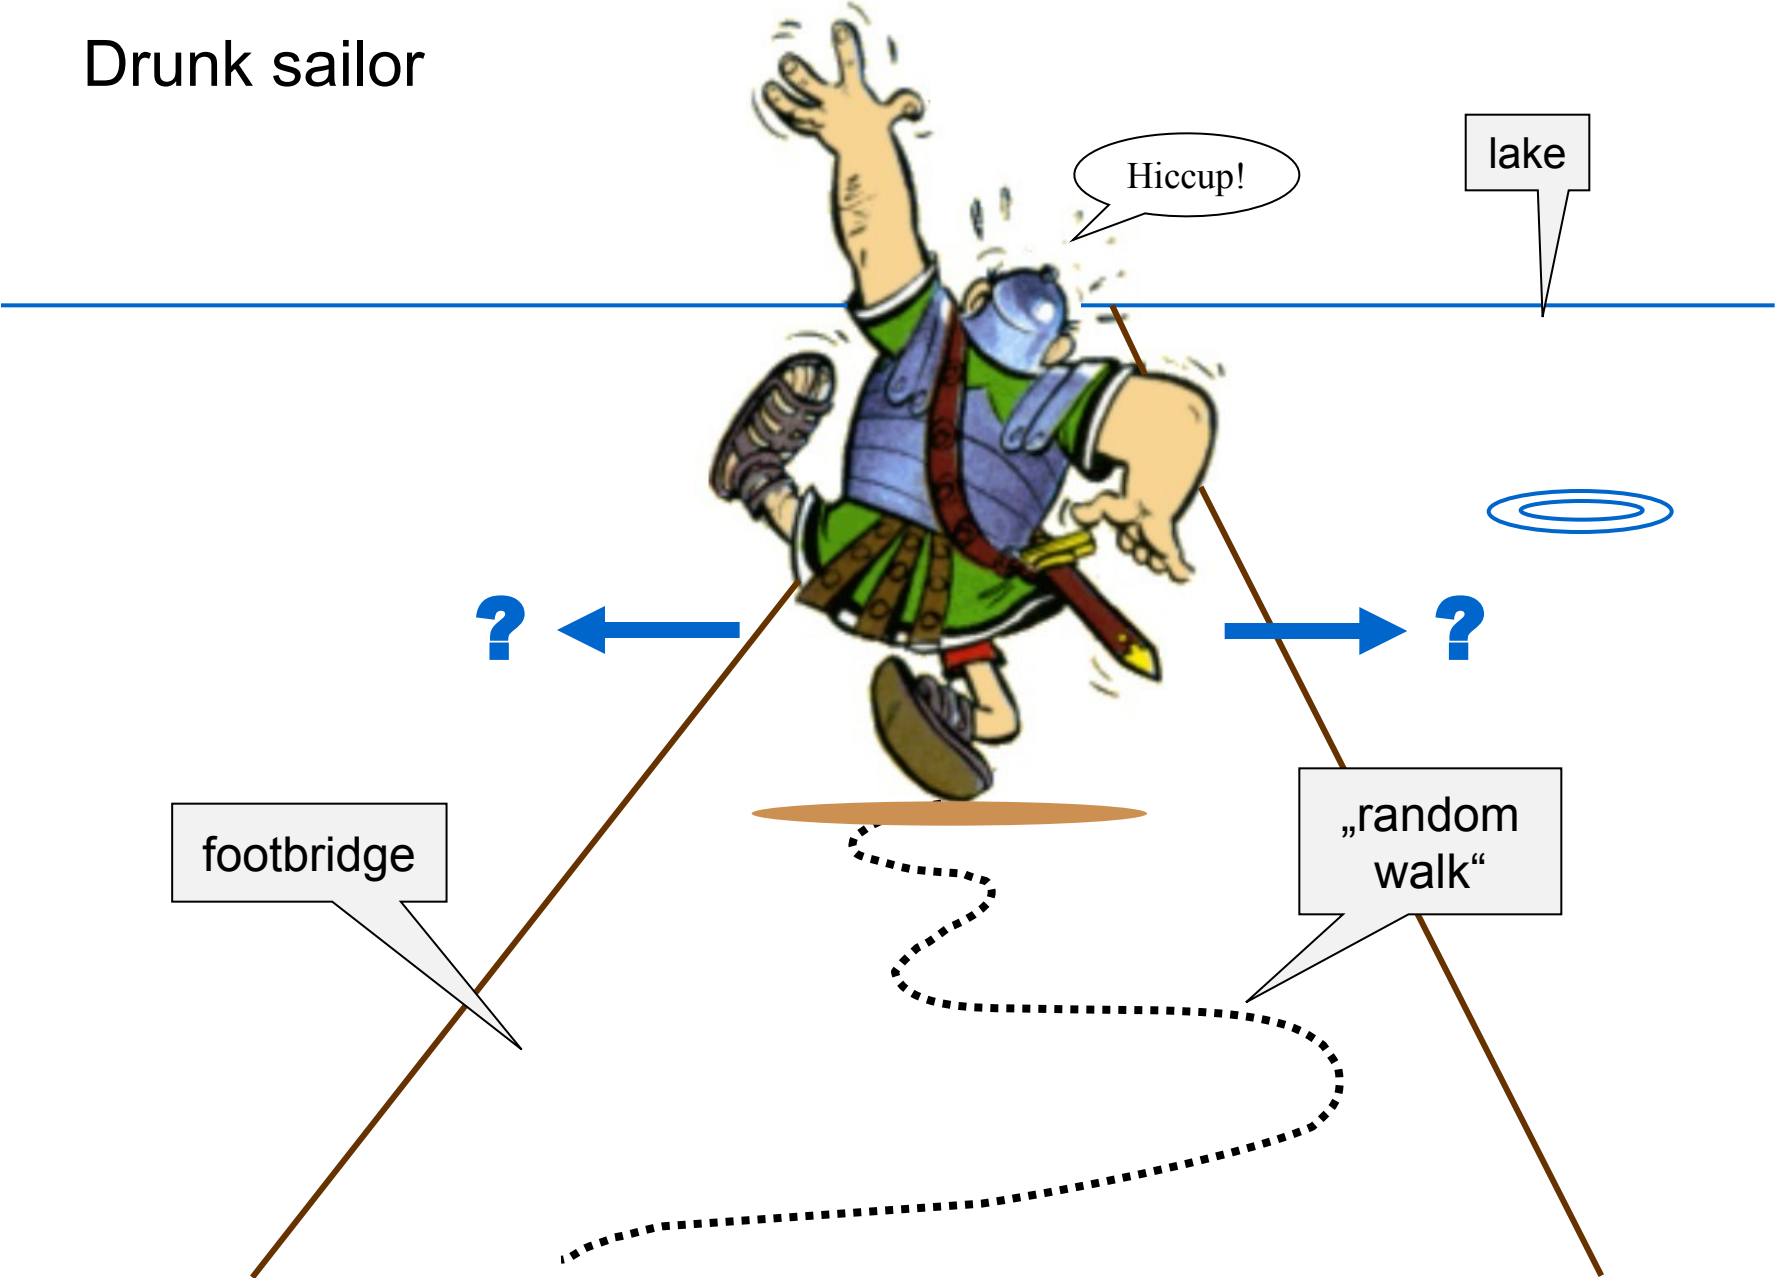 Drunk sailor
Hiccup!
lake
?
?
footbridge
„random
walk“